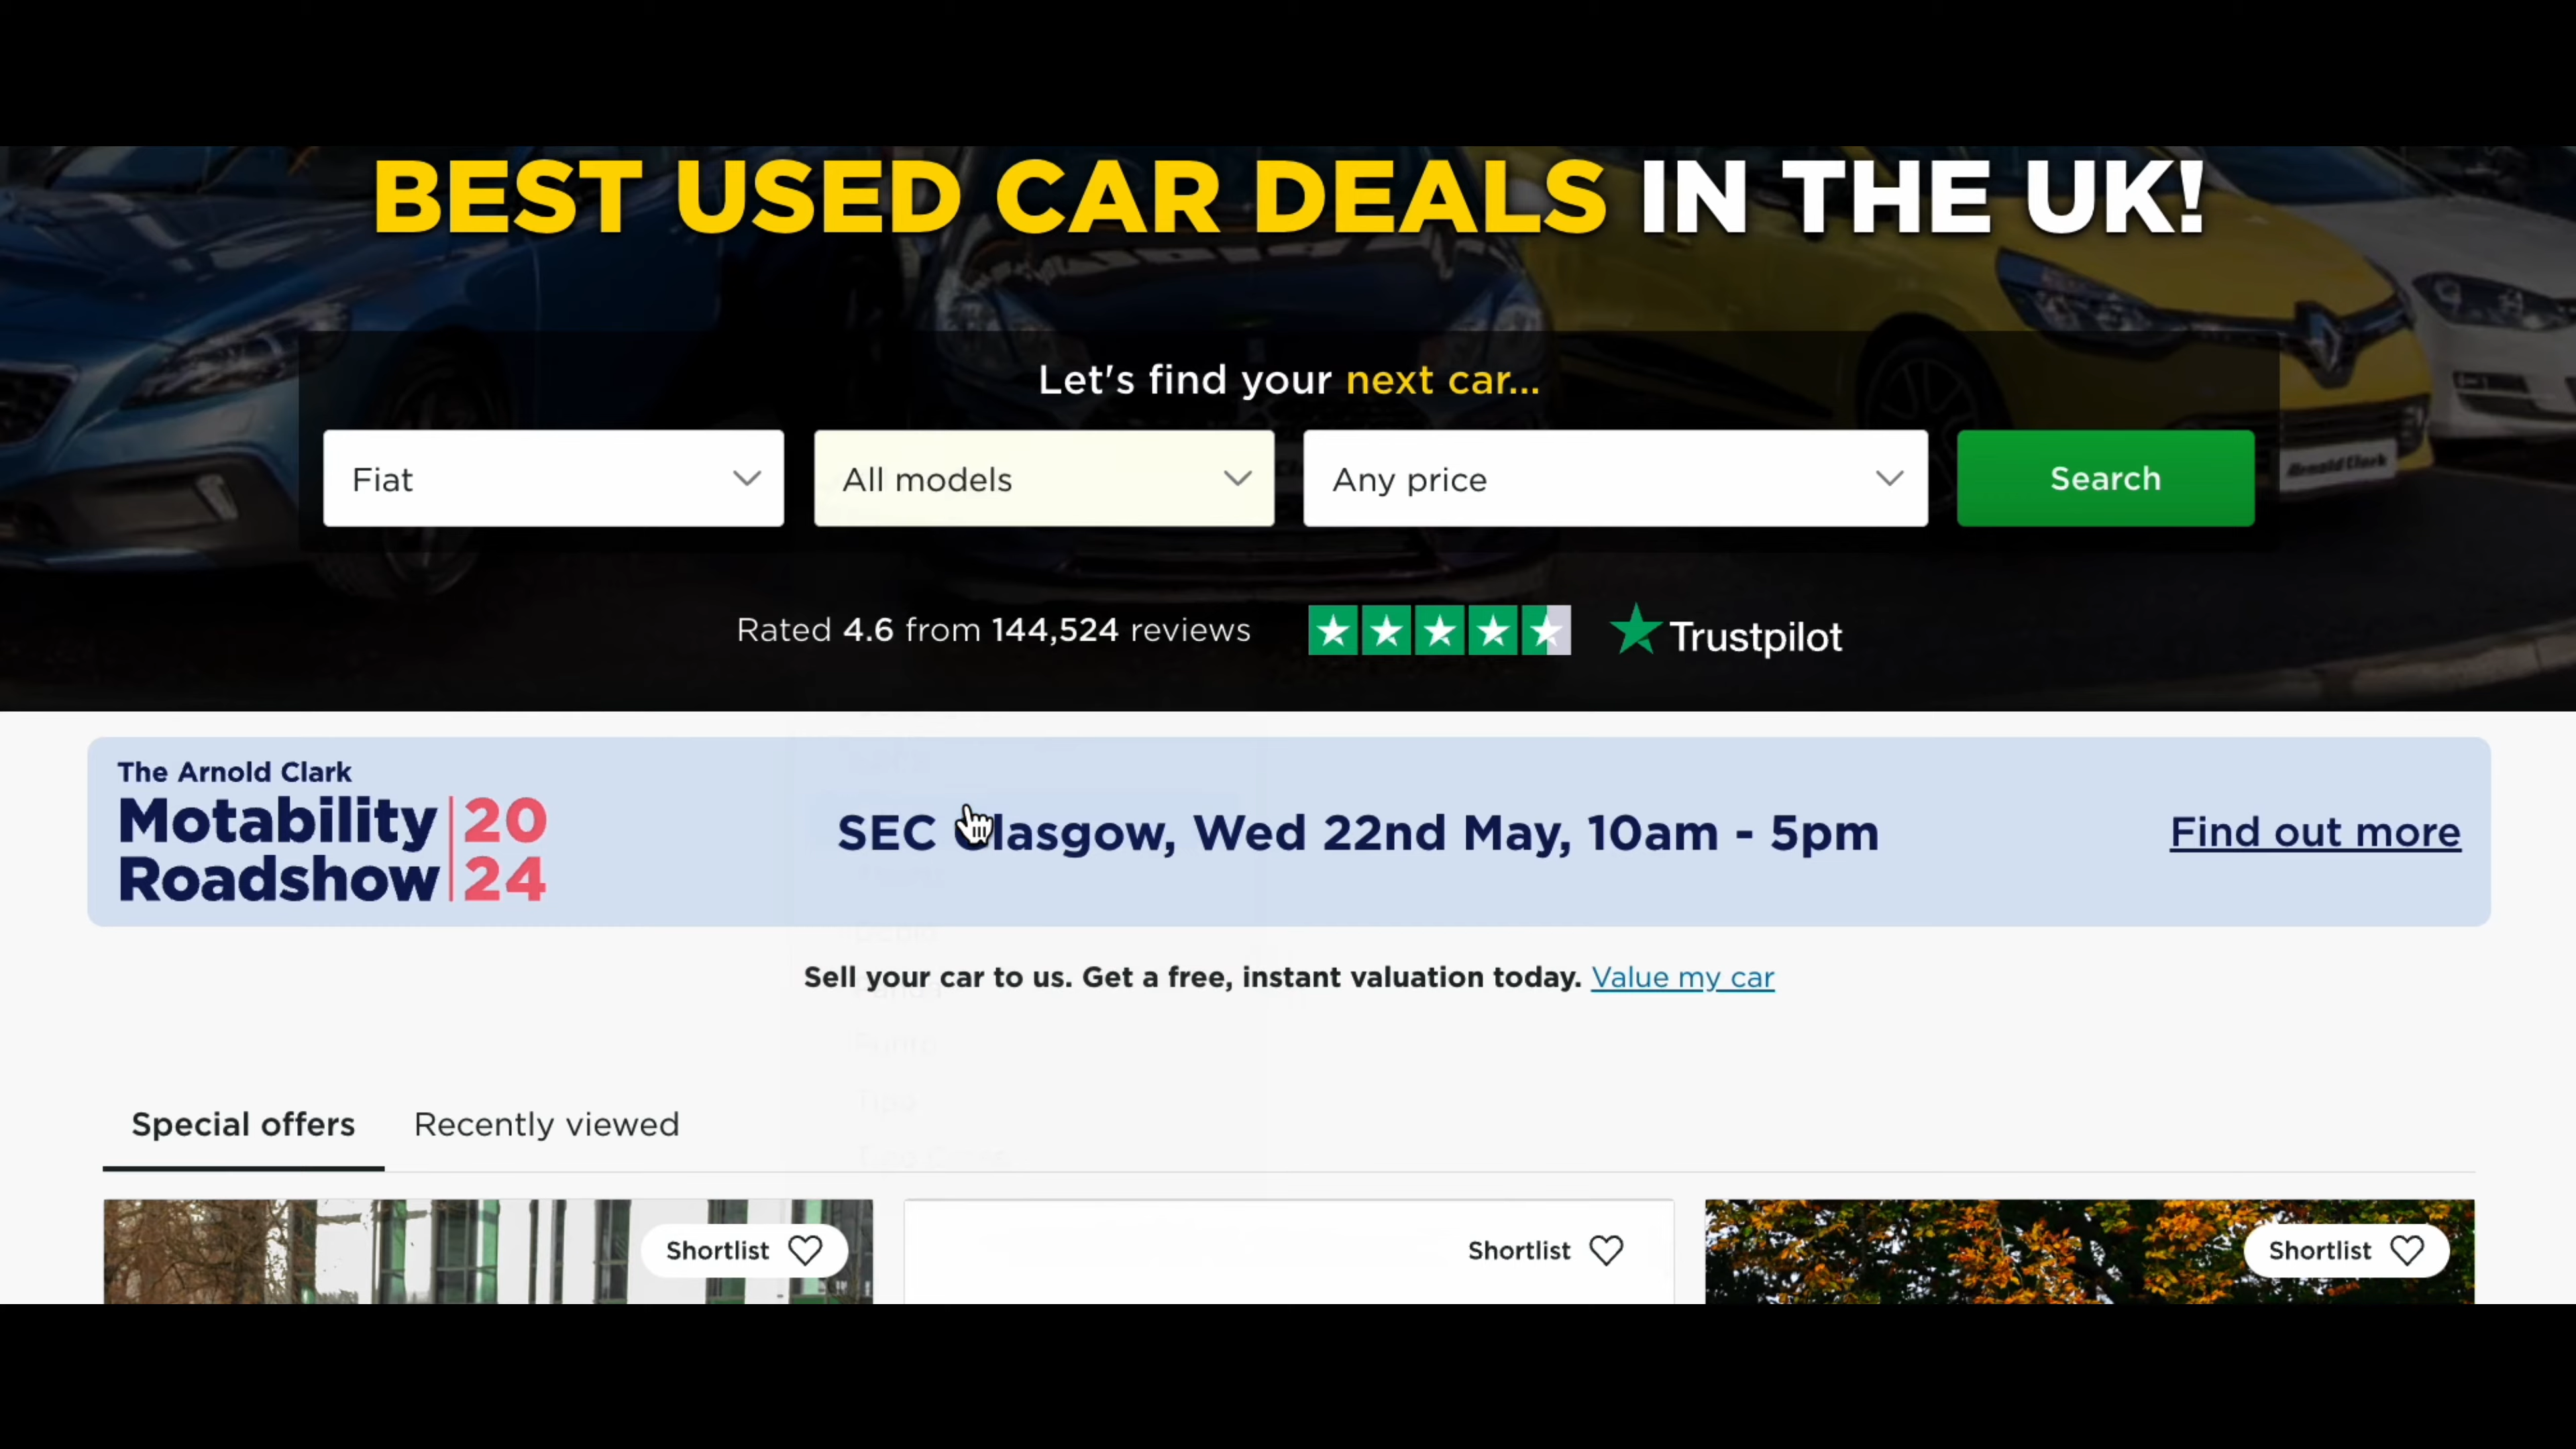 BEST USED CAR DEALS IN THE UK!
Let's find your next car...
Fiat
All models
Any price
Search
Arnold Clark
Rated 4.6 from 144,524 reviews
Trustpilot
The Arnold Clark
Motability
Roadshow
20
24
SEC Glasgow, Wed 22nd May, 10am - 5pm
Find out more
Sell your car to us. Get a free, instant valuation today. Value my car
Special offers
Recently viewed
Shortlist
Shortlist
Shortlist